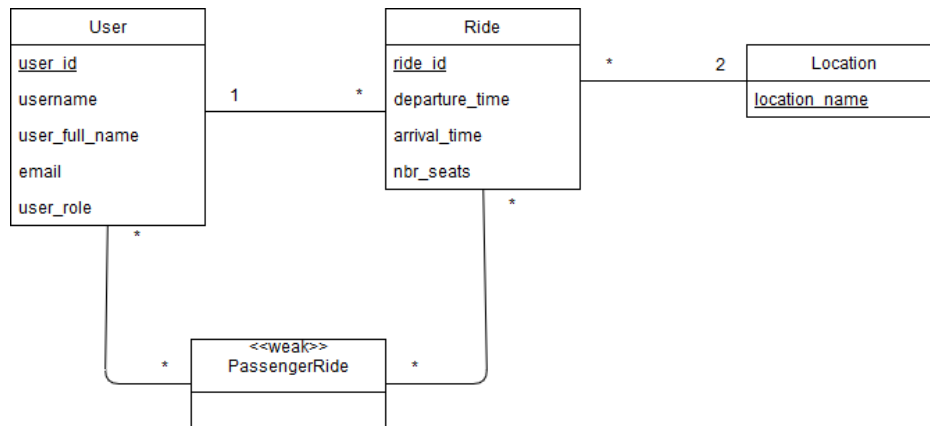 User
user_id
username
user_full_name
email
user_role
1
*
Ride
ride_id
departure_time
arrival_time
nbr_seats
*
2
Location
location_name
*
*
<<weak>>
PassengerRide
*
*